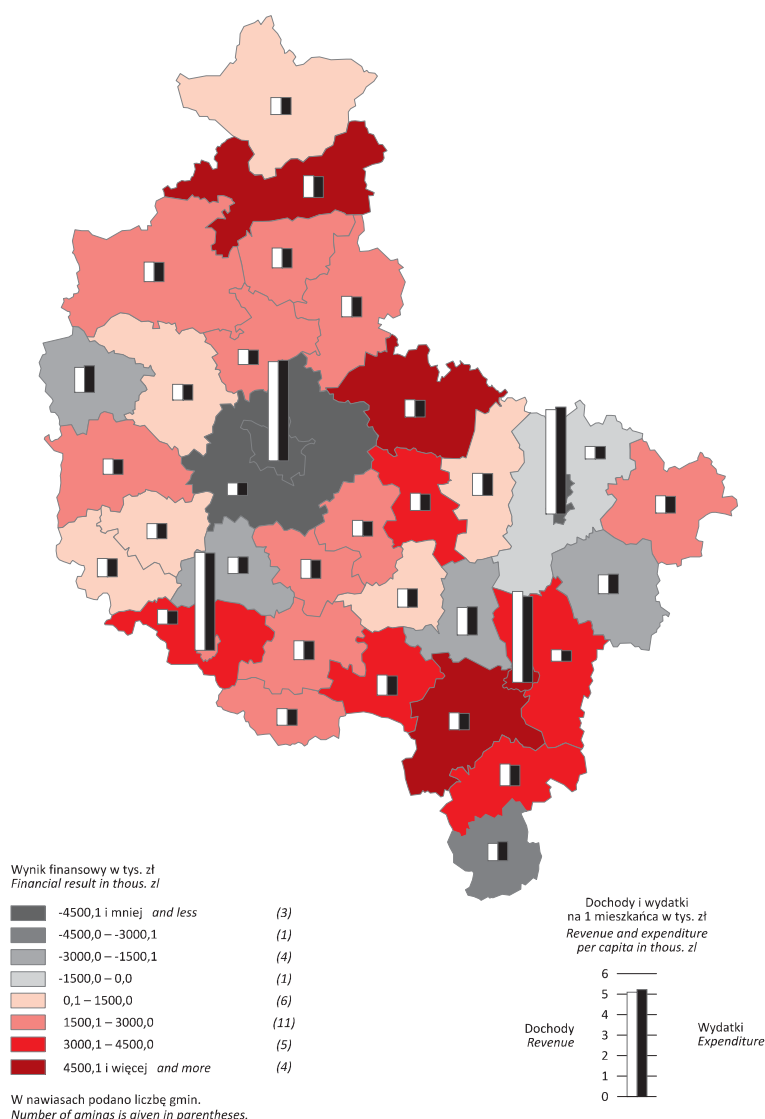 Wynik finansowy w tys. zł
Financial result in thous. zl
-4500,1 i mniej and less (3)
-4500,0 – -3000,1 (1)
-3000,0 – -1500,1 (4)
-1500,0 – 0,0 (1)
0,1 – 1500,0 (6)
1500,1 – 3000,0 (11)
3000,1 – 4500,0 (5)
4500,1 i więcej and more (4)
W nawiasach podano liczbę gmin.
Number of gminas is given in parentheses.
Dochody i wydatki
na 1 mieszkańca w tys. zł
Revenue and expenditure
per capita in thous. zl
6
5
4
3
2
1
0
Dochody
Revenue
Wydatki
Expenditure